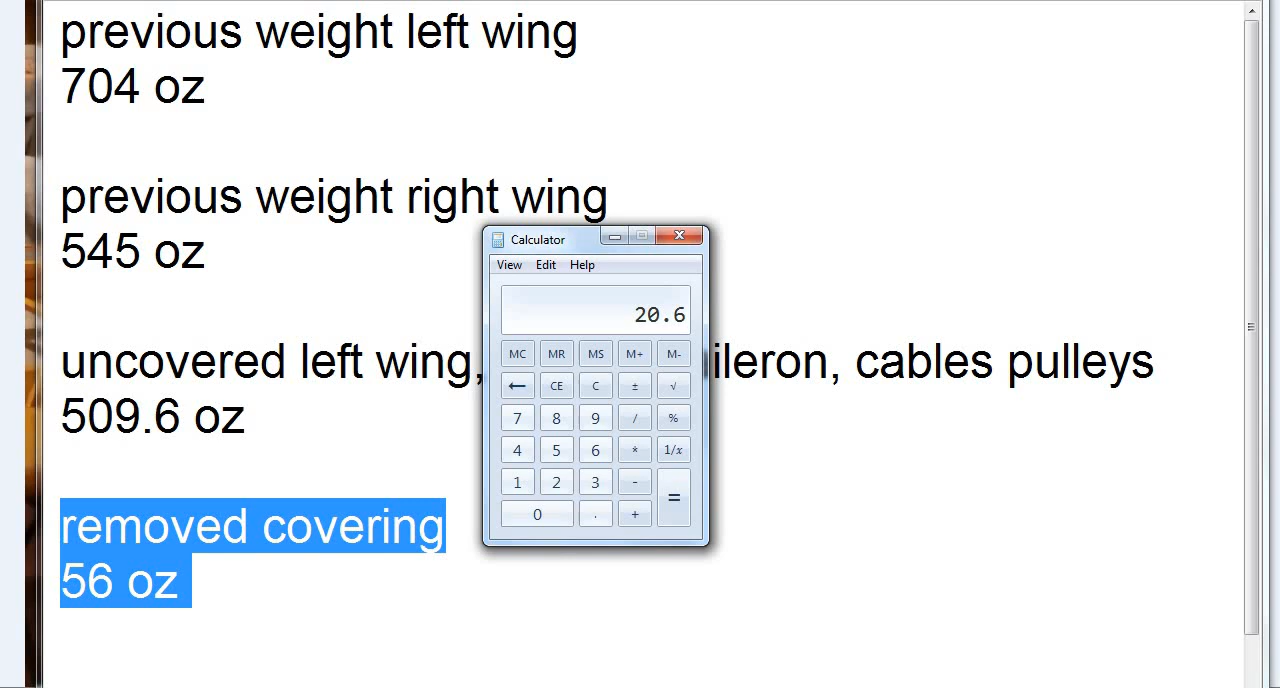 previous weight left wing
704 oz
previous weight right wing
545 oz
uncovered left wing, ileron, cables pulleys
509.6 oz
removed covering
56 oz
Calculator
View Edit Help
20.6
MC MR MS M+ M-
← CE C ± √
7 8 9 / %
4 5 6 * 1/x
1 2 3 - =
0 . +